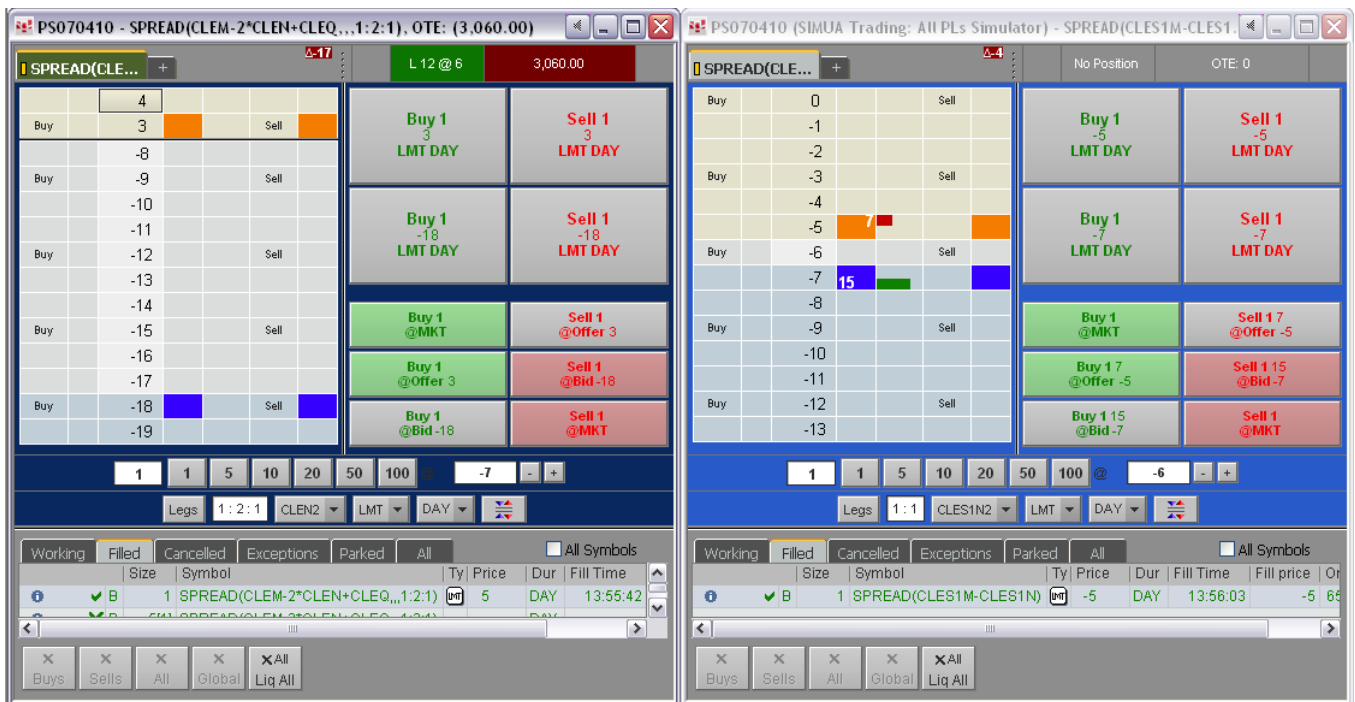 PS070410 - SPREAD(CLEM-2*CLEN+CLEQ,,,1:2:1), OTE: (3,060.00)
SPREAD(CLE... +
Δ-17
L 12 @ 6
3,060.00
4
Buy 3 Sell
-8
Buy -9 Sell
-10
-11
Buy -12 Sell
-13
-14
Buy -15 Sell
-16
-17
Buy -18 Sell
-19
Buy 1
3
LMT DAY
Sell 1
3
LMT DAY
Buy 1
-18
LMT DAY
Sell 1
-18
LMT DAY
Buy 1
@MKT
Sell 1
@Offer 3
Buy 1
@Offer 3
Sell 1
@Bid -18
Buy 1
@Bid -18
Sell 1
@MKT
1 1 5 10 20 50 100 @ -7 - +
Legs 1 : 2 : 1 CLEN2 LMT DAY
Working Filled Cancelled Exceptions Parked All All Symbols
Size Symbol Ty Price Dur Fill Time
B 1 SPREAD(CLEM-2*CLEN+CLEQ,,,1:2:1) LMT 5 DAY 13:55:42
X X X X X All
Buys Sells All Global Liq All
PS070410 (SIMUA Trading: All PLs Simulator) - SPREAD(CLES1M-CLES1.
SPREAD(CLE... +
Δ-4
No Position
OTE: 0
Buy 0 Sell
-1
-2
Buy -3 Sell
-4
-5 7
Buy -6 Sell
-7 15
-8
Buy -9 Sell
-10
-11
Buy -12 Sell
-13
Buy 1
-5
LMT DAY
Sell 1
-5
LMT DAY
Buy 1
-7
LMT DAY
Sell 1
-7
LMT DAY
Buy 1
@MKT
Sell 1 7
@Offer -5
Buy 1 7
@Offer -5
Sell 1 15
@Bid -7
Buy 1 15
@Bid -7
Sell 1
@MKT
1 1 5 10 20 50 100 @ -6 - +
Legs 1 : 1 CLES1N2 LMT DAY
Working Filled Cancelled Exceptions Parked All All Symbols
Size Symbol Ty Price Dur Fill Time Fill price Or
B 1 SPREAD(CLES1M-CLES1N) LMT -5 DAY 13:56:03 -5 65
X X X X X All
Buys Sells All Global Liq All